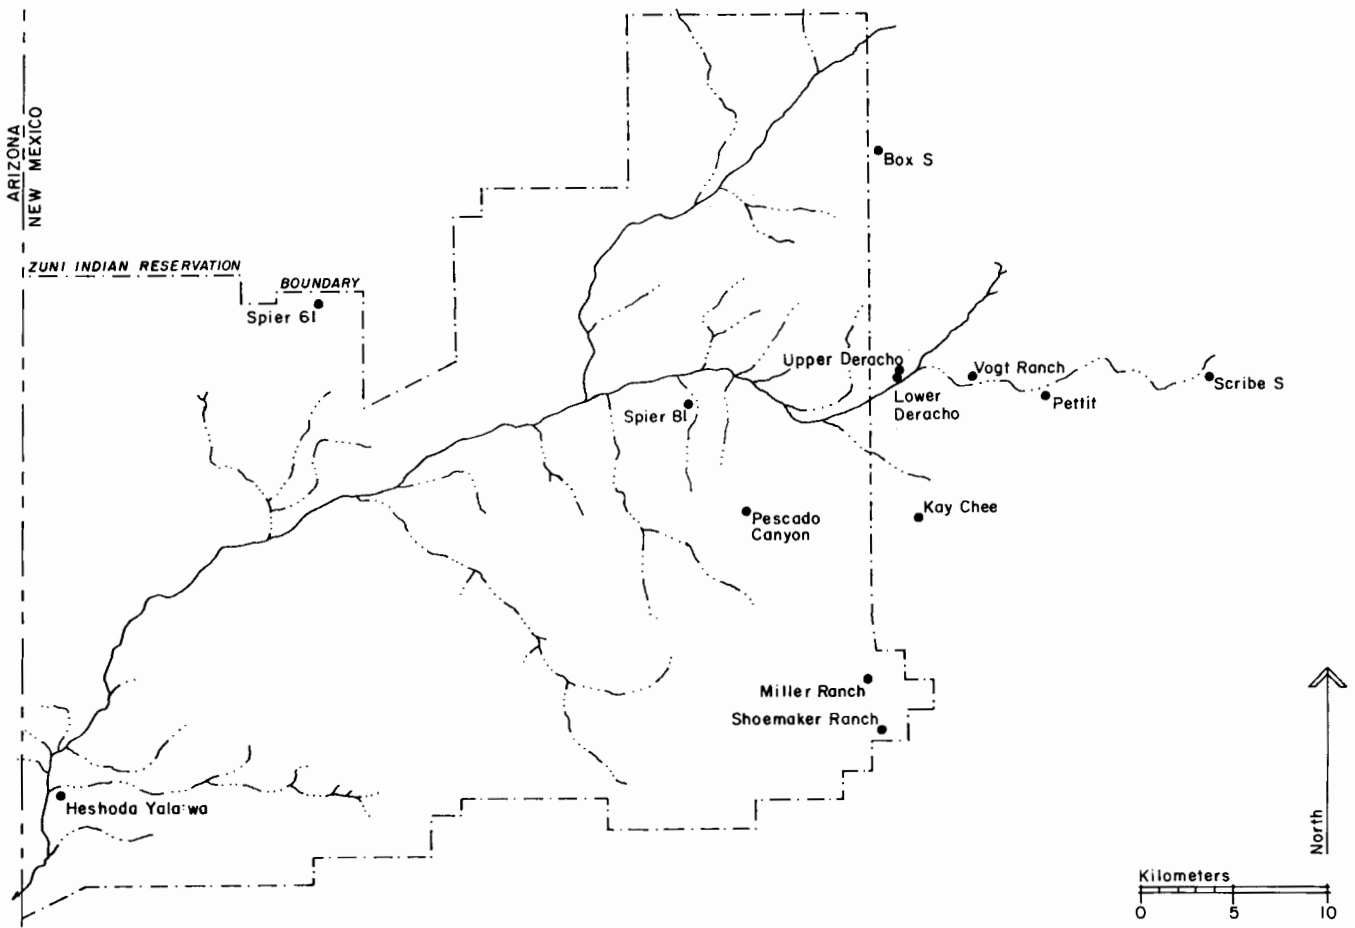 ARIZONA
NEW MEXICO
Box S
ZUNI INDIAN RESERVATION
BOUNDARY
Spier 61
Upper Deracho
Vogt Ranch
Scribe S
Lower
Deracho
Pettit
Spier 81
Kay Chee
Pescado
Canyon
Miller Ranch
Shoemaker Ranch
Heshoda Yala:wa
North
Kilometers
0 5 10